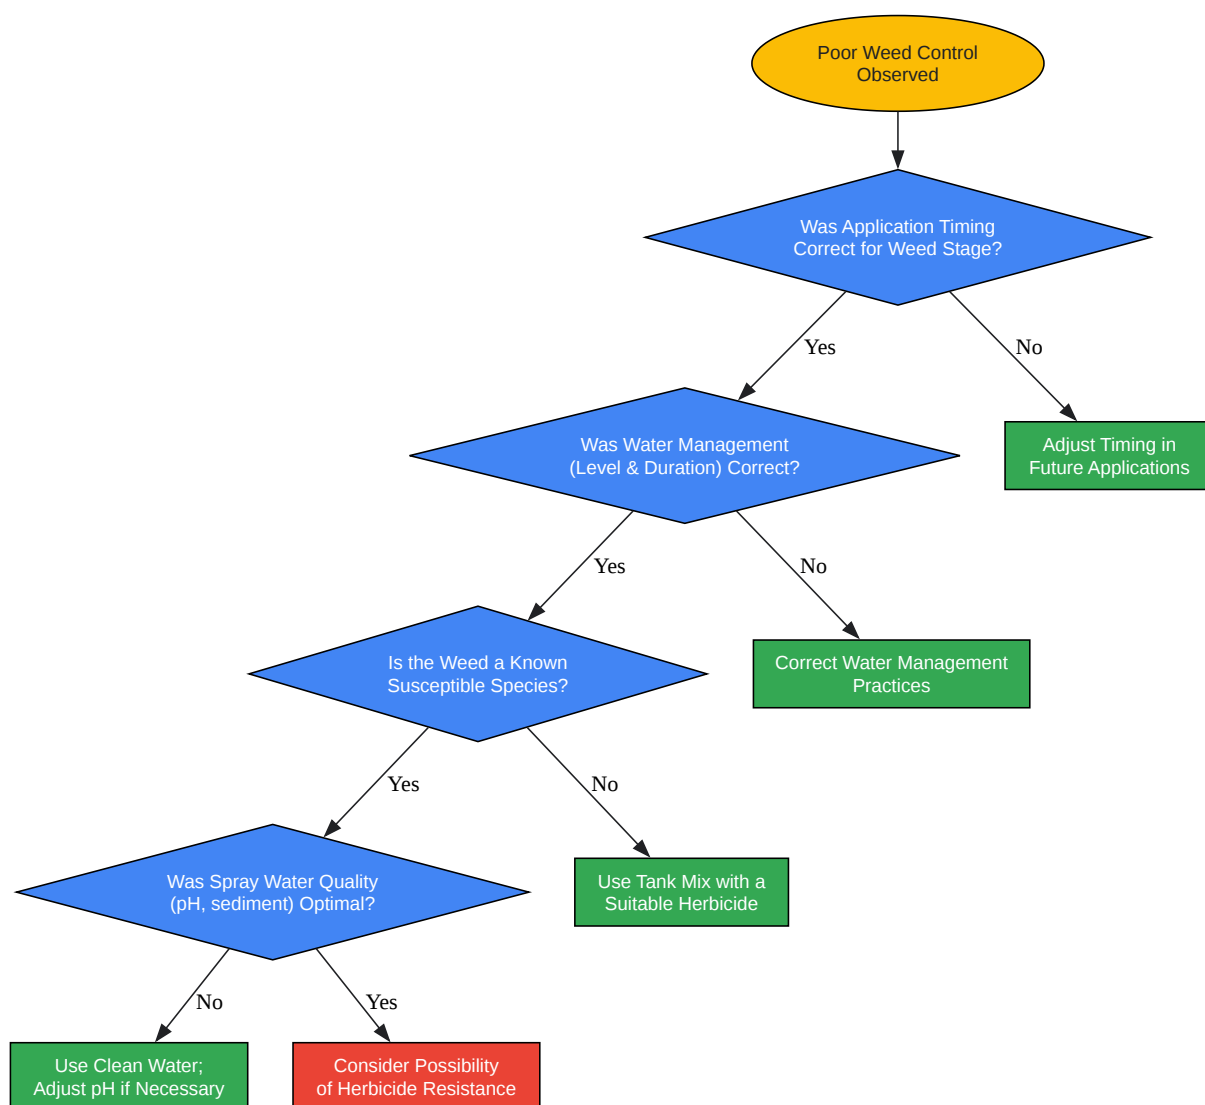 Poor Weed Control
Observed
Was Application Timing
Correct for Weed Stage?
Yes
No
Was Water Management
(Level & Duration) Correct?
Adjust Timing in
Future Applications
Yes
No
Is the Weed a Known
Susceptible Species?
Correct Water Management
Practices
Yes
No
Was Spray Water Quality
(pH, sediment) Optimal?
Use Tank Mix with a
Suitable Herbicide
No
Yes
Use Clean Water;
Adjust pH if Necessary
Consider Possibility
of Herbicide Resistance